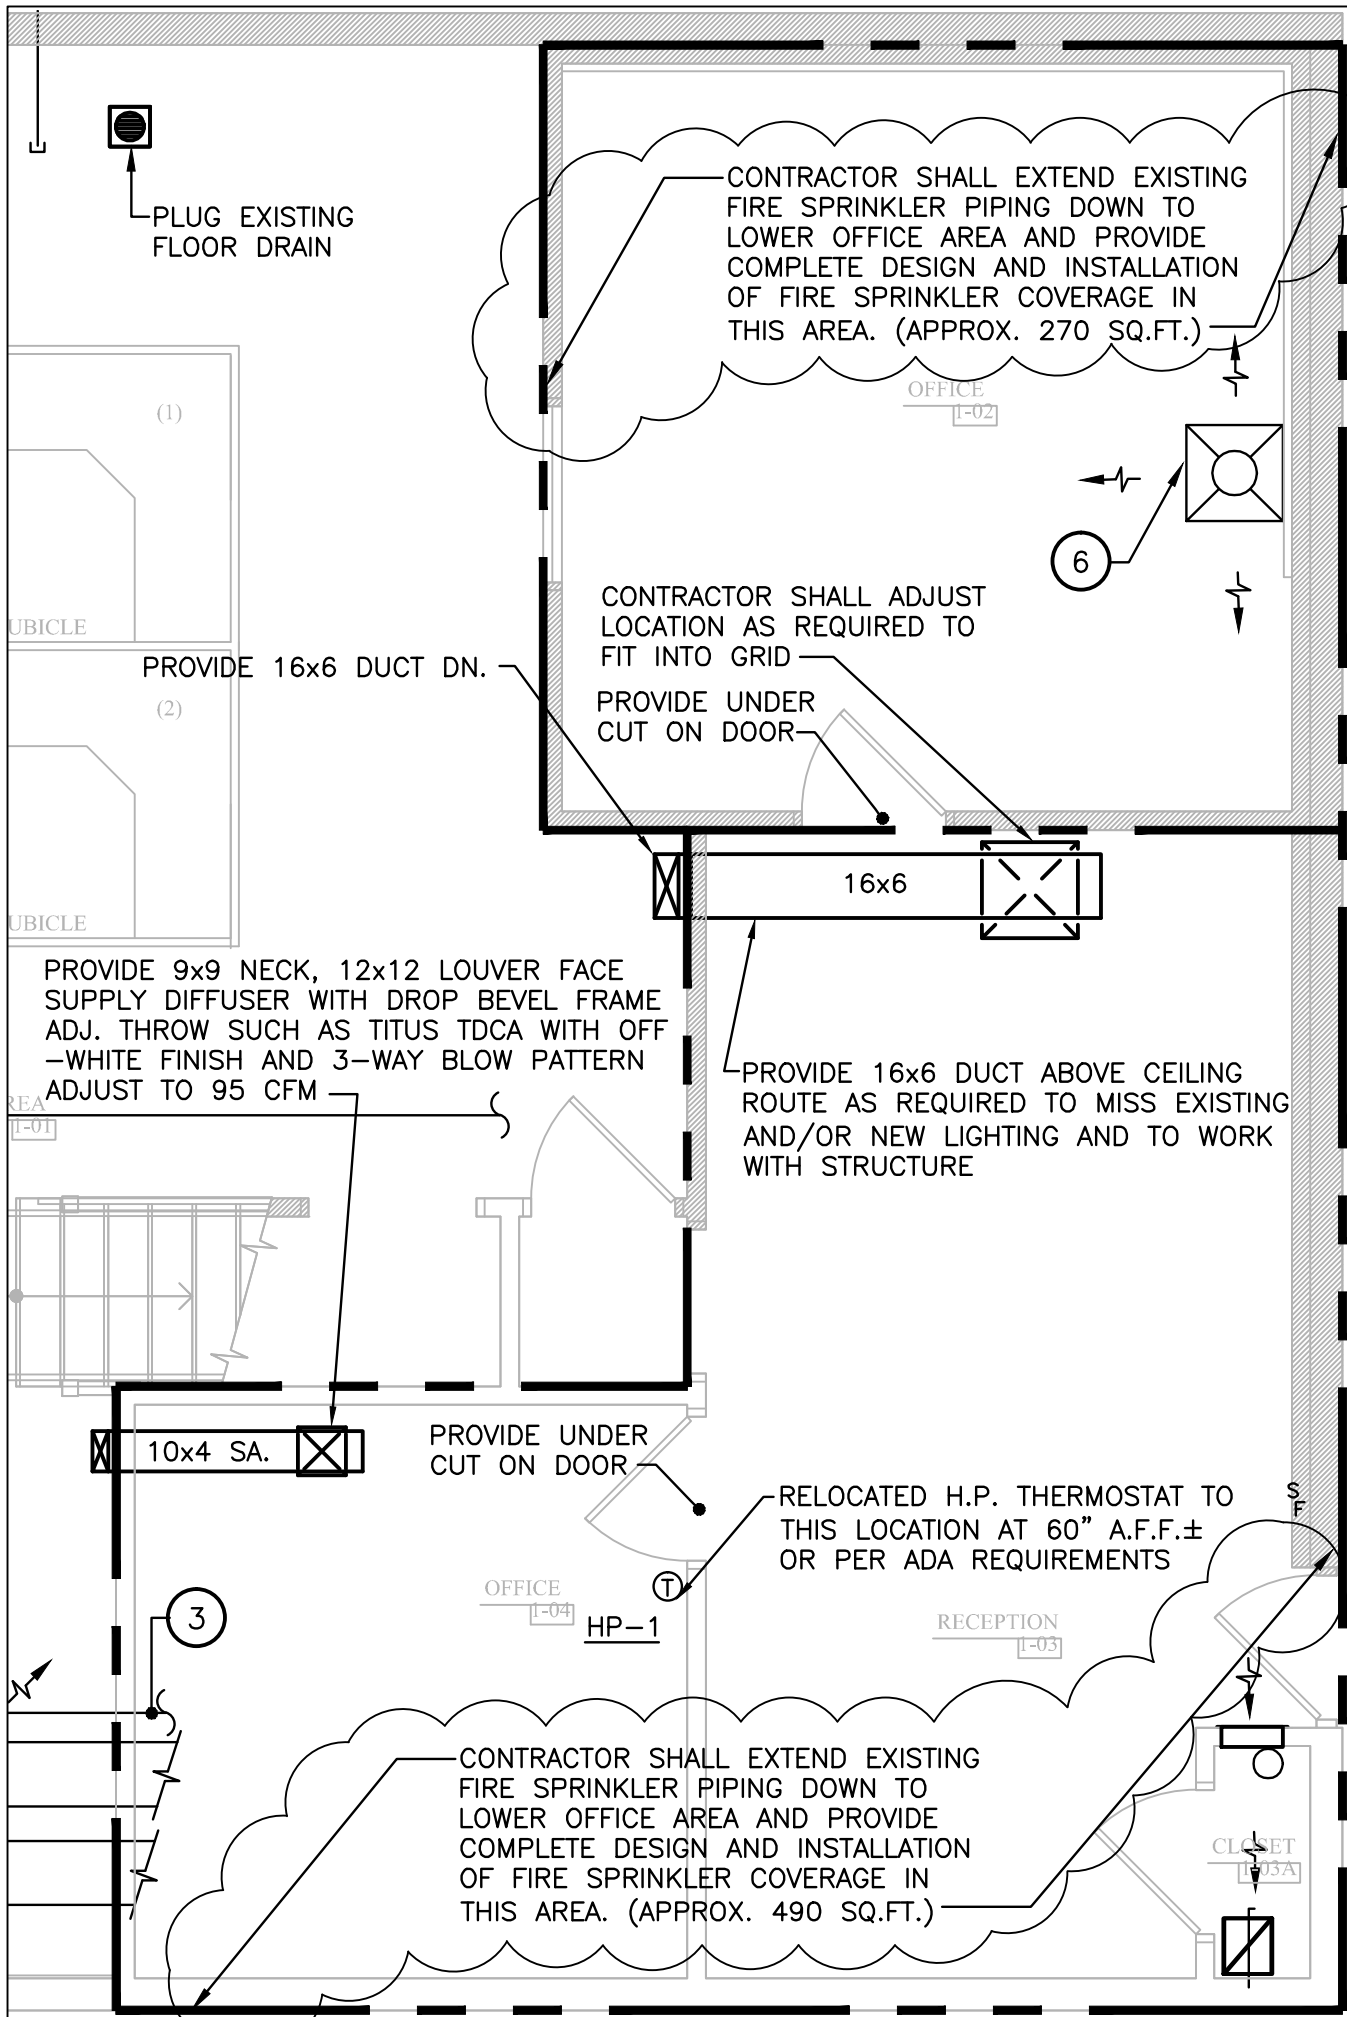 PLUG EXISTING
FLOOR DRAIN
CONTRACTOR SHALL EXTEND EXISTING
FIRE SPRINKLER PIPING DOWN TO
LOWER OFFICE AREA AND PROVIDE
COMPLETE DESIGN AND INSTALLATION
OF FIRE SPRINKLER COVERAGE IN
THIS AREA. (APPROX. 270 SQ.FT.)
OFFICE
1-02
(1)
6
UBICLE
CONTRACTOR SHALL ADJUST
LOCATION AS REQUIRED TO
FIT INTO GRID
PROVIDE 16x6 DUCT DN.
(2)
PROVIDE UNDER
CUT ON DOOR
16x6
UBICLE
PROVIDE 9x9 NECK, 12x12 LOUVER FACE
SUPPLY DIFFUSER WITH DROP BEVEL FRAME
ADJ. THROW SUCH AS TITUS TDCA WITH OFF
-WHITE FINISH AND 3-WAY BLOW PATTERN
ADJUST TO 95 CFM
REA
1-01
PROVIDE 16x6 DUCT ABOVE CEILING
ROUTE AS REQUIRED TO MISS EXISTING
AND/OR NEW LIGHTING AND TO WORK
WITH STRUCTURE
10x4 SA.
PROVIDE UNDER
CUT ON DOOR
RELOCATED H.P. THERMOSTAT TO
THIS LOCATION AT 60" A.F.F.±
OR PER ADA REQUIREMENTS
S
F
OFFICE
1-04
T
HP-1
3
RECEPTION
1-03
CONTRACTOR SHALL EXTEND EXISTING
FIRE SPRINKLER PIPING DOWN TO
LOWER OFFICE AREA AND PROVIDE
COMPLETE DESIGN AND INSTALLATION
OF FIRE SPRINKLER COVERAGE IN
THIS AREA. (APPROX. 490 SQ.FT.)
CLOSET
1-03A